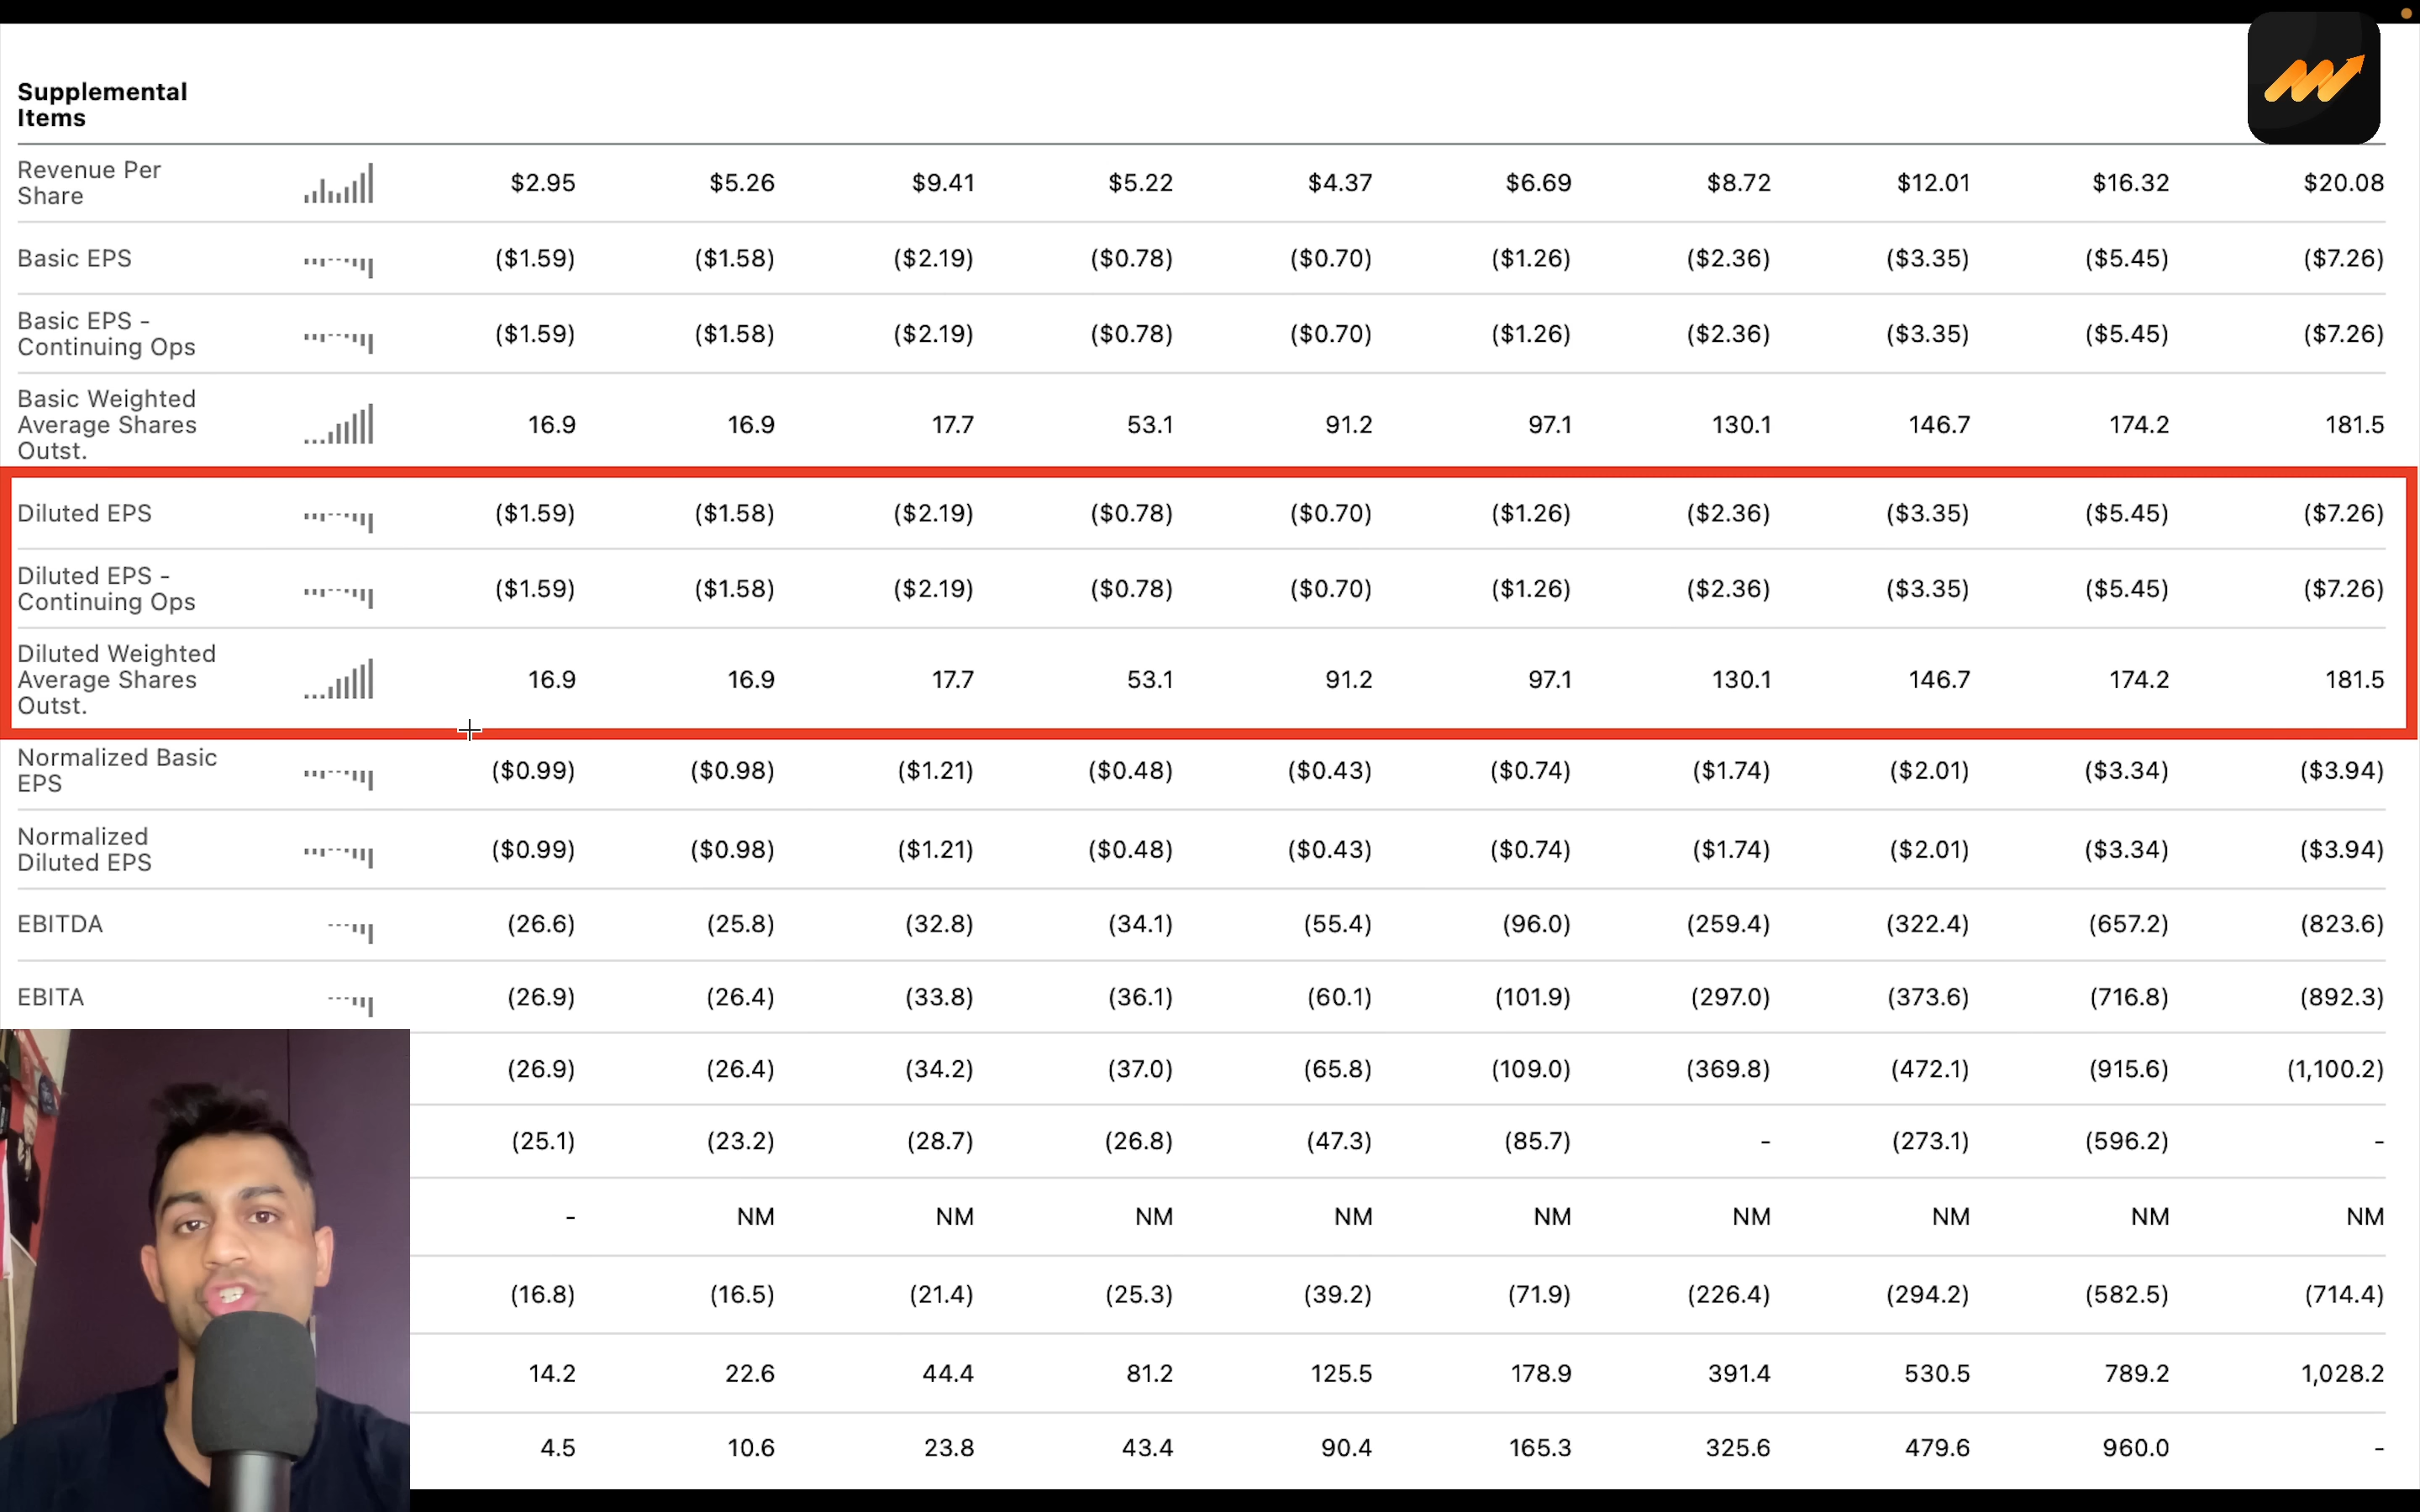 Supplemental
Items
Revenue Per
Share $2.95 $5.26 $9.41 $5.22 $4.37 $6.69 $8.72 $12.01 $16.32 $20.08
Basic EPS ($1.59) ($1.58) ($2.19) ($0.78) ($0.70) ($1.26) ($2.36) ($3.35) ($5.45) ($7.26)
Basic EPS -
Continuing Ops ($1.59) ($1.58) ($2.19) ($0.78) ($0.70) ($1.26) ($2.36) ($3.35) ($5.45) ($7.26)
Basic Weighted
Average Shares 16.9 16.9 17.7 53.1 91.2 97.1 130.1 146.7 174.2 181.5
Outst.
Diluted EPS ($1.59) ($1.58) ($2.19) ($0.78) ($0.70) ($1.26) ($2.36) ($3.35) ($5.45) ($7.26)
Diluted EPS -
Continuing Ops ($1.59) ($1.58) ($2.19) ($0.78) ($0.70) ($1.26) ($2.36) ($3.35) ($5.45) ($7.26)
Diluted Weighted
Average Shares 16.9 16.9 17.7 53.1 91.2 97.1 130.1 146.7 174.2 181.5
Outst.
Normalized Basic
EPS ($0.99) ($0.98) ($1.21) ($0.48) ($0.43) ($0.74) ($1.74) ($2.01) ($3.34) ($3.94)
Normalized
Diluted EPS ($0.99) ($0.98) ($1.21) ($0.48) ($0.43) ($0.74) ($1.74) ($2.01) ($3.34) ($3.94)
EBITDA (26.6) (25.8) (32.8) (34.1) (55.4) (96.0) (259.4) (322.4) (657.2) (823.6)
EBITA (26.9) (26.4) (33.8) (36.1) (60.1) (101.9) (297.0) (373.6) (716.8) (892.3)
(26.9) (26.4) (34.2) (37.0) (65.8) (109.0) (369.8) (472.1) (915.6) (1,100.2)
(25.1) (23.2) (28.7) (26.8) (47.3) (85.7) - (273.1) (596.2) -
- NM NM NM NM NM NM NM NM NM
(16.8) (16.5) (21.4) (25.3) (39.2) (71.9) (226.4) (294.2) (582.5) (714.4)
14.2 22.6 44.4 81.2 125.5 178.9 391.4 530.5 789.2 1,028.2
4.5 10.6 23.8 43.4 90.4 165.3 325.6 479.6 960.0 -